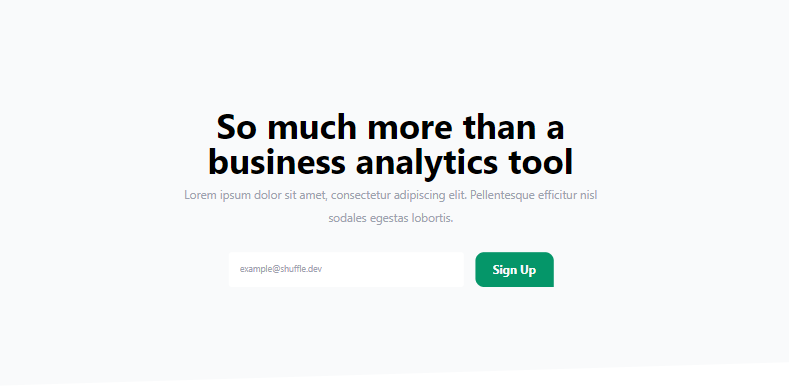 So much more than a
business analytics tool
Lorem ipsum dolor sit amet, consectetur adipiscing elit. Pellentesque efficitur nisl
sodales egestas lobortis.
example@shuffle.dev
Sign Up